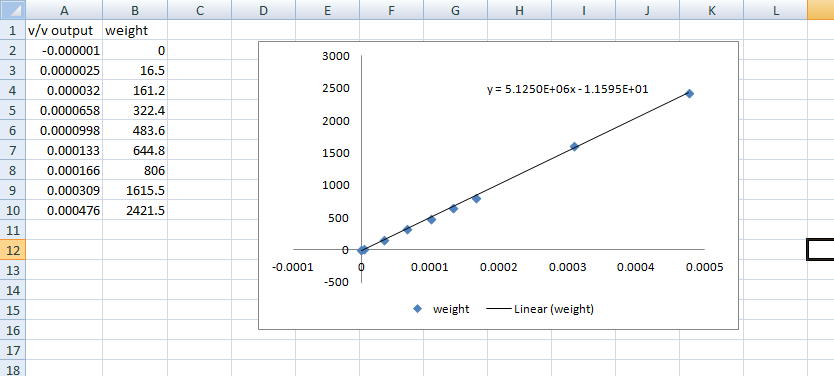 A B C D E F G H I J K L
1 v/v output weight
2 -0.000001 0
3 0.0000025 16.5
4 0.000032 161.2
5 0.0000658 322.4
6 0.0000998 483.6
7 0.000133 644.8
8 0.000166 806
9 0.000309 1615.5
10 0.000476 2421.5
11
12
13
14
15
16
17
18
3000
2500
2000
1500
1000
500
0
-500
y = 5.1250E+06x - 1.1595E+01
-0.0001 0 0.0001 0.0002 0.0003 0.0004 0.0005
weight Linear (weight)